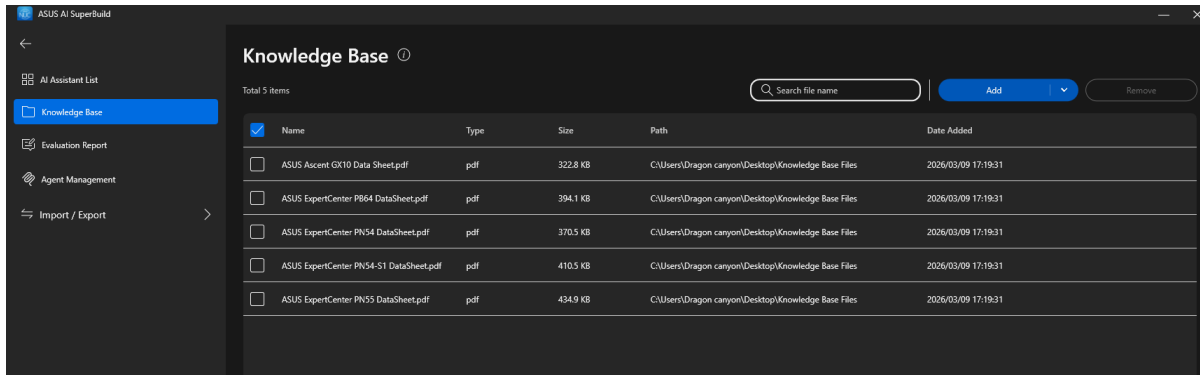 ASUS AI SuperBuild
AI Assistant List
Knowledge Base
Evaluation Report
Agent Management
Import / Export
Knowledge Base
Total 5 items
Search file name
Add
Remove
Name Type Size Path Date Added
ASUS Ascent GX10 Data Sheet.pdf pdf 322.8 KB C:\Users\Dragon canyon\Desktop\Knowledge Base Files 2026/03/09 17:19:31
ASUS ExpertCenter PB64 DataSheet.pdf pdf 394.1 KB C:\Users\Dragon canyon\Desktop\Knowledge Base Files 2026/03/09 17:19:31
ASUS ExpertCenter PN54 DataSheet.pdf pdf 370.5 KB C:\Users\Dragon canyon\Desktop\Knowledge Base Files 2026/03/09 17:19:31
ASUS ExpertCenter PN54-S1 DataSheet.pdf pdf 410.5 KB C:\Users\Dragon canyon\Desktop\Knowledge Base Files 2026/03/09 17:19:31
ASUS ExpertCenter PN55 DataSheet.pdf pdf 434.9 KB C:\Users\Dragon canyon\Desktop\Knowledge Base Files 2026/03/09 17:19:31